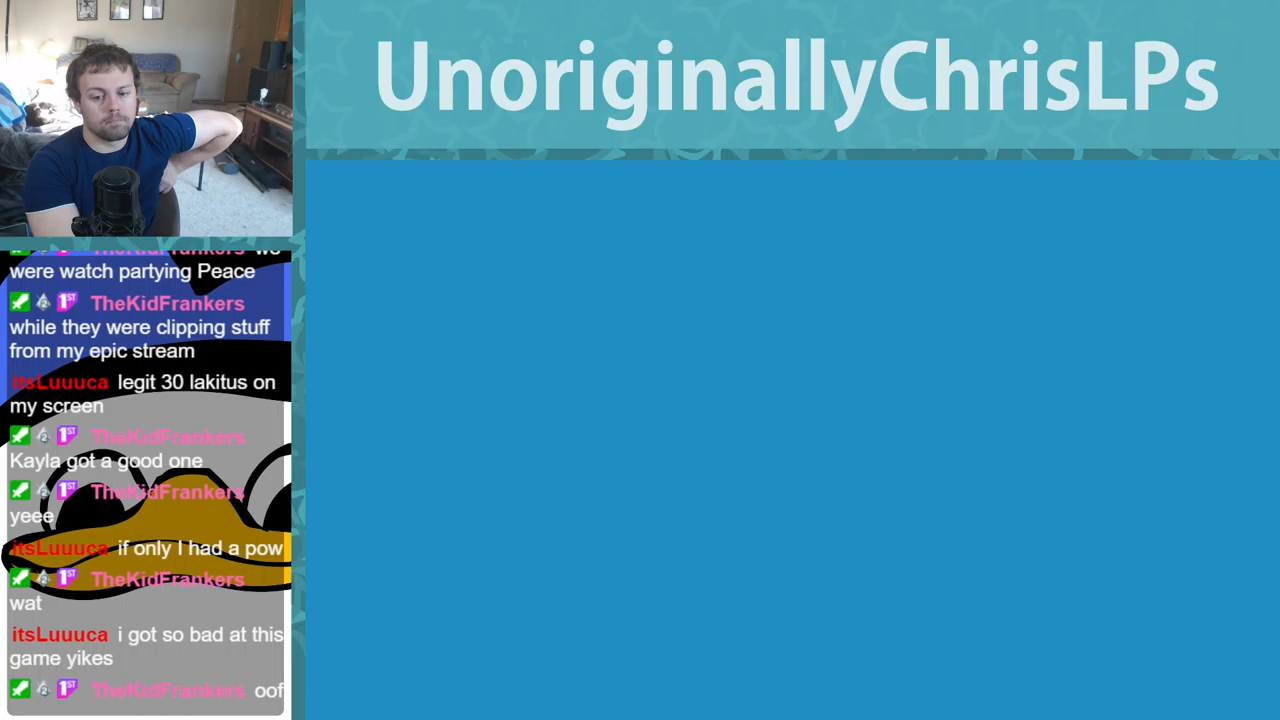 UnoriginallyChrisLPs
TheKidFrankers we
were watch partying Peace
TheKidFrankers
while they were clipping stuff
from my epic stream
itsLuuuca legit 30 lakitus on
my screen
TheKidFrankers
Kayla got a good one
TheKidFrankers
yeee
itsLuuuca if only I had a pow
TheKidFrankers
wat
itsLuuuca i got so bad at this
game yikes
TheKidFrankers oof